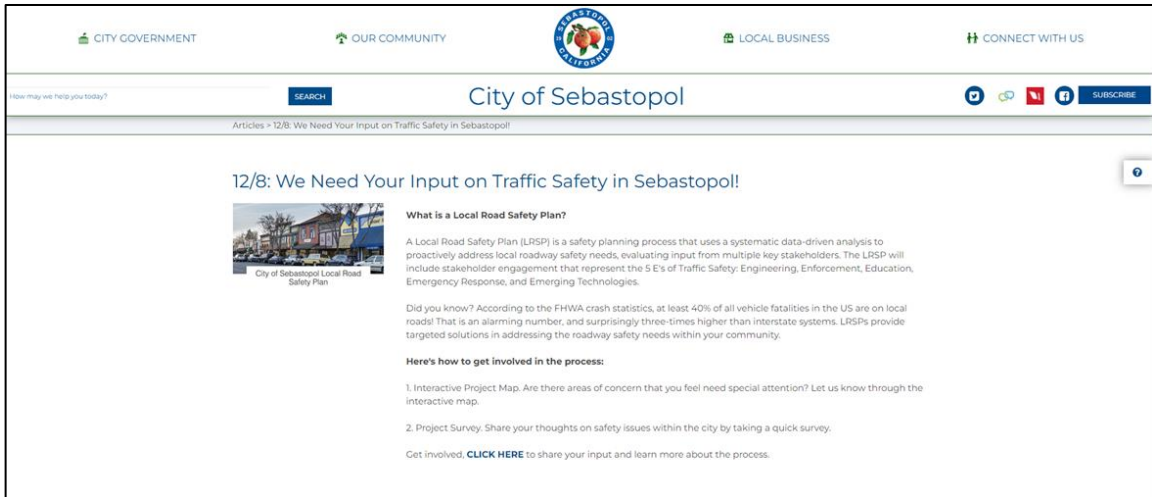 CITY GOVERNMENT
OUR COMMUNITY
SEBASTOPOL
19 02
CALIFORNIA
LOCAL BUSINESS
CONNECT WITH US
How may we help you today?
SEARCH
City of Sebastopol
SUBSCRIBE
Articles > 12/8: We Need Your Input on Traffic Safety in Sebastopol!
12/8: We Need Your Input on Traffic Safety in Sebastopol!
City of Sebastopol Local Road
Safety Plan
What is a Local Road Safety Plan?
A Local Road Safety Plan (LRSP) is a safety planning process that uses a systematic data-driven analysis to
proactively address local roadway safety needs, evaluating input from multiple key stakeholders. The LRSP will
include stakeholder engagement that represent the 5 E's of Traffic Safety: Engineering, Enforcement, Education,
Emergency Response, and Emerging Technologies.
Did you know? According to the FHWA crash statistics, at least 40% of all vehicle fatalities in the US are on local
roads! That is an alarming number, and surprisingly three-times higher than interstate systems. LRSPs provide
targeted solutions in addressing the roadway safety needs within your community.
Here's how to get involved in the process:
1. Interactive Project Map. Are there areas of concern that you feel need special attention? Let us know through the
interactive map.
2. Project Survey. Share your thoughts on safety issues within the city by taking a quick survey.
Get involved, CLICK HERE to share your input and learn more about the process.